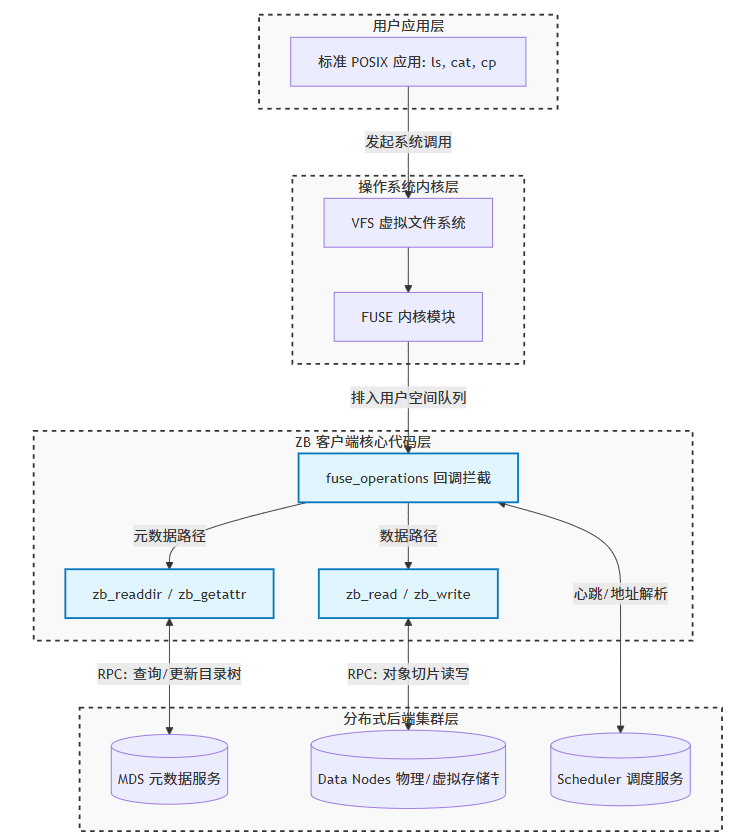 用户应用层
标准 POSIX 应用: ls, cat, cp
发起系统调用
操作系统内核层
VFS 虚拟文件系统
FUSE 内核模块
排入用户空间队列
ZB 客户端核心代码层
fuse_operations 回调拦截
元数据路径
数据路径
心跳/地址解析
zb_readdir / zb_getattr
zb_read / zb_write
RPC: 查询/更新目录树
RPC: 对象切片读写
分布式后端集群层
MDS 元数据服务
Data Nodes 物理/虚拟存储
Scheduler 调度服务